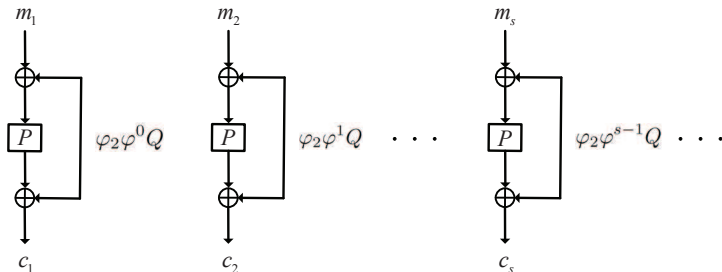 m₁ m₂ mₛ
P φ₂φ⁰Q P φ₂φ¹Q · · · P φ₂φˢ⁻¹Q · · ·
c₁ c₂ cₛ